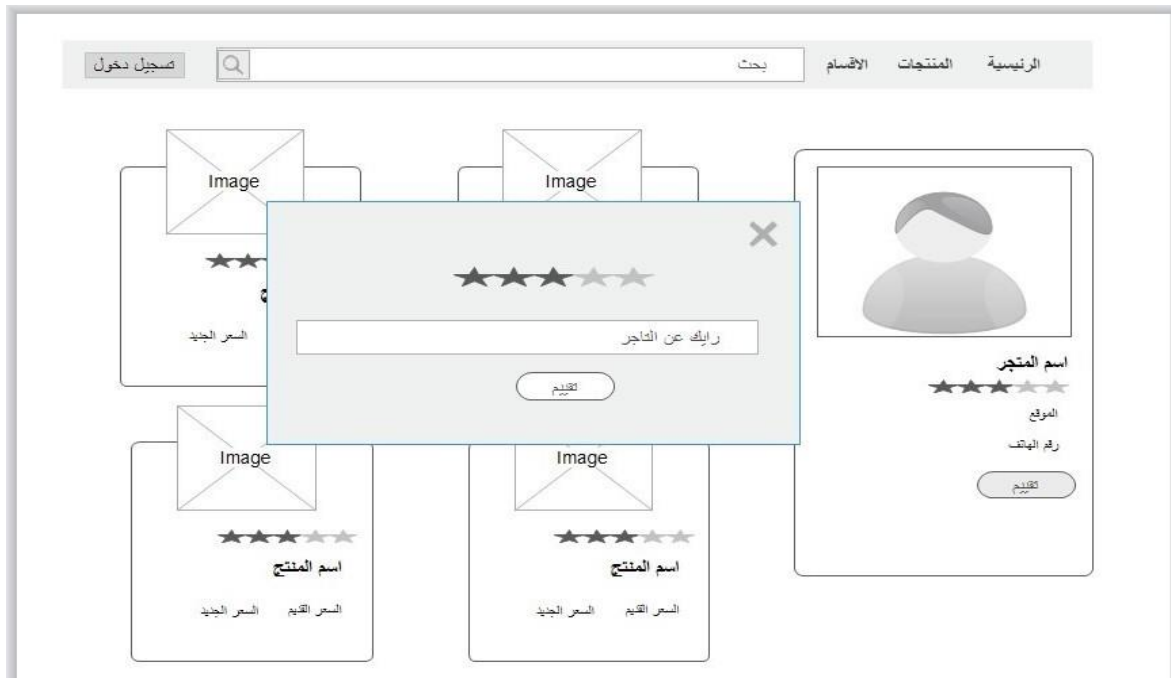 الرئيسية المنتجات الاقسام بحث تسجيل دخول
Image
Image
رايك عن التاجر
تقييم
السعر الجديد
اسم المتجر
الموقع
رقم الهاتف
تقييم
Image
Image
اسم المنتج
اسم المنتج
السعر القديم السعر الجديد
السعر القديم السعر الجديد